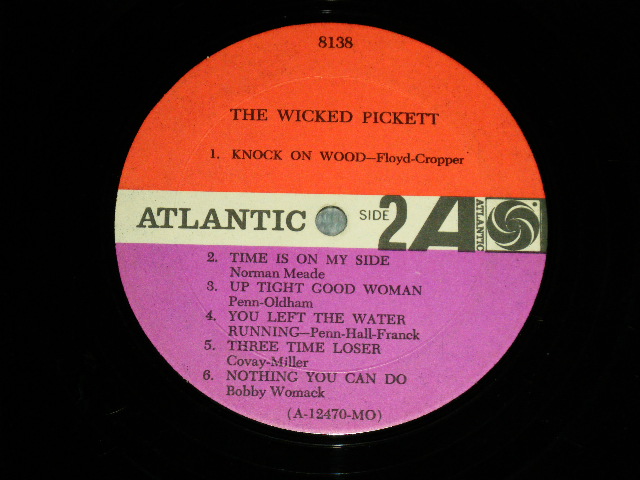 8138
THE WICKED PICKETT
1. KNOCK ON WOOD—Floyd-Cropper
ATLANTIC SIDE 2 A ATLANTIC
2. TIME IS ON MY SIDE
Norman Meade
3. UP TIGHT GOOD WOMAN
Penn-Oldham
4. YOU LEFT THE WATER
RUNNING—Penn-Hall-Franck
5. THREE TIME LOSER
Covay-Miller
6. NOTHING YOU CAN DO
Bobby Womack
(A-12470-MO)